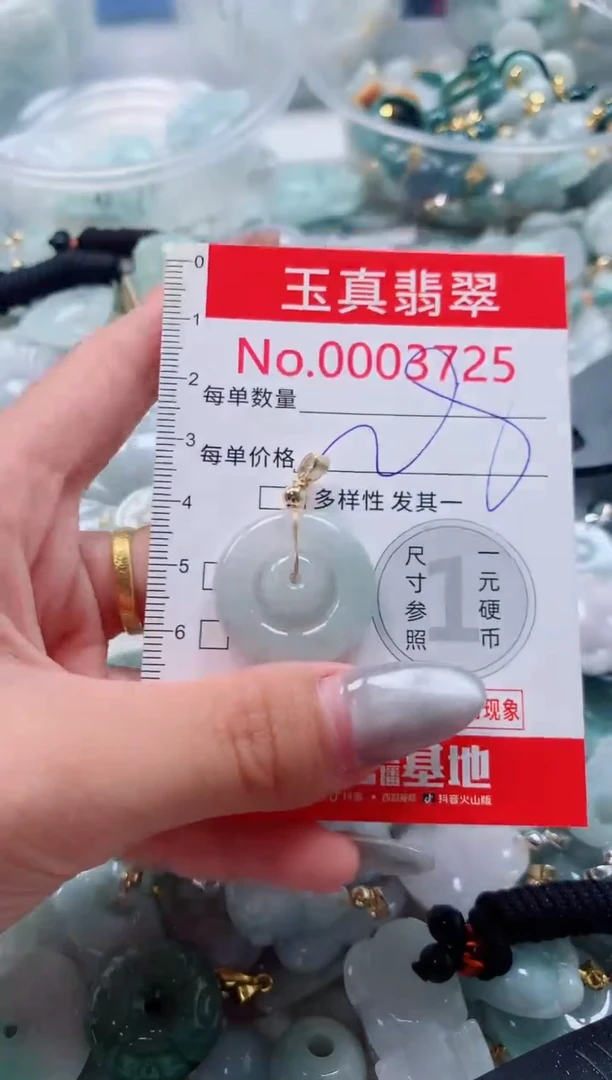 玉真翡翠
No.0003725
每单数量
每单价格
多样性 发其一
0
1
2
3
4
5
6
尺寸参照
1
一元硬币
现象
播基地
抖音火山版